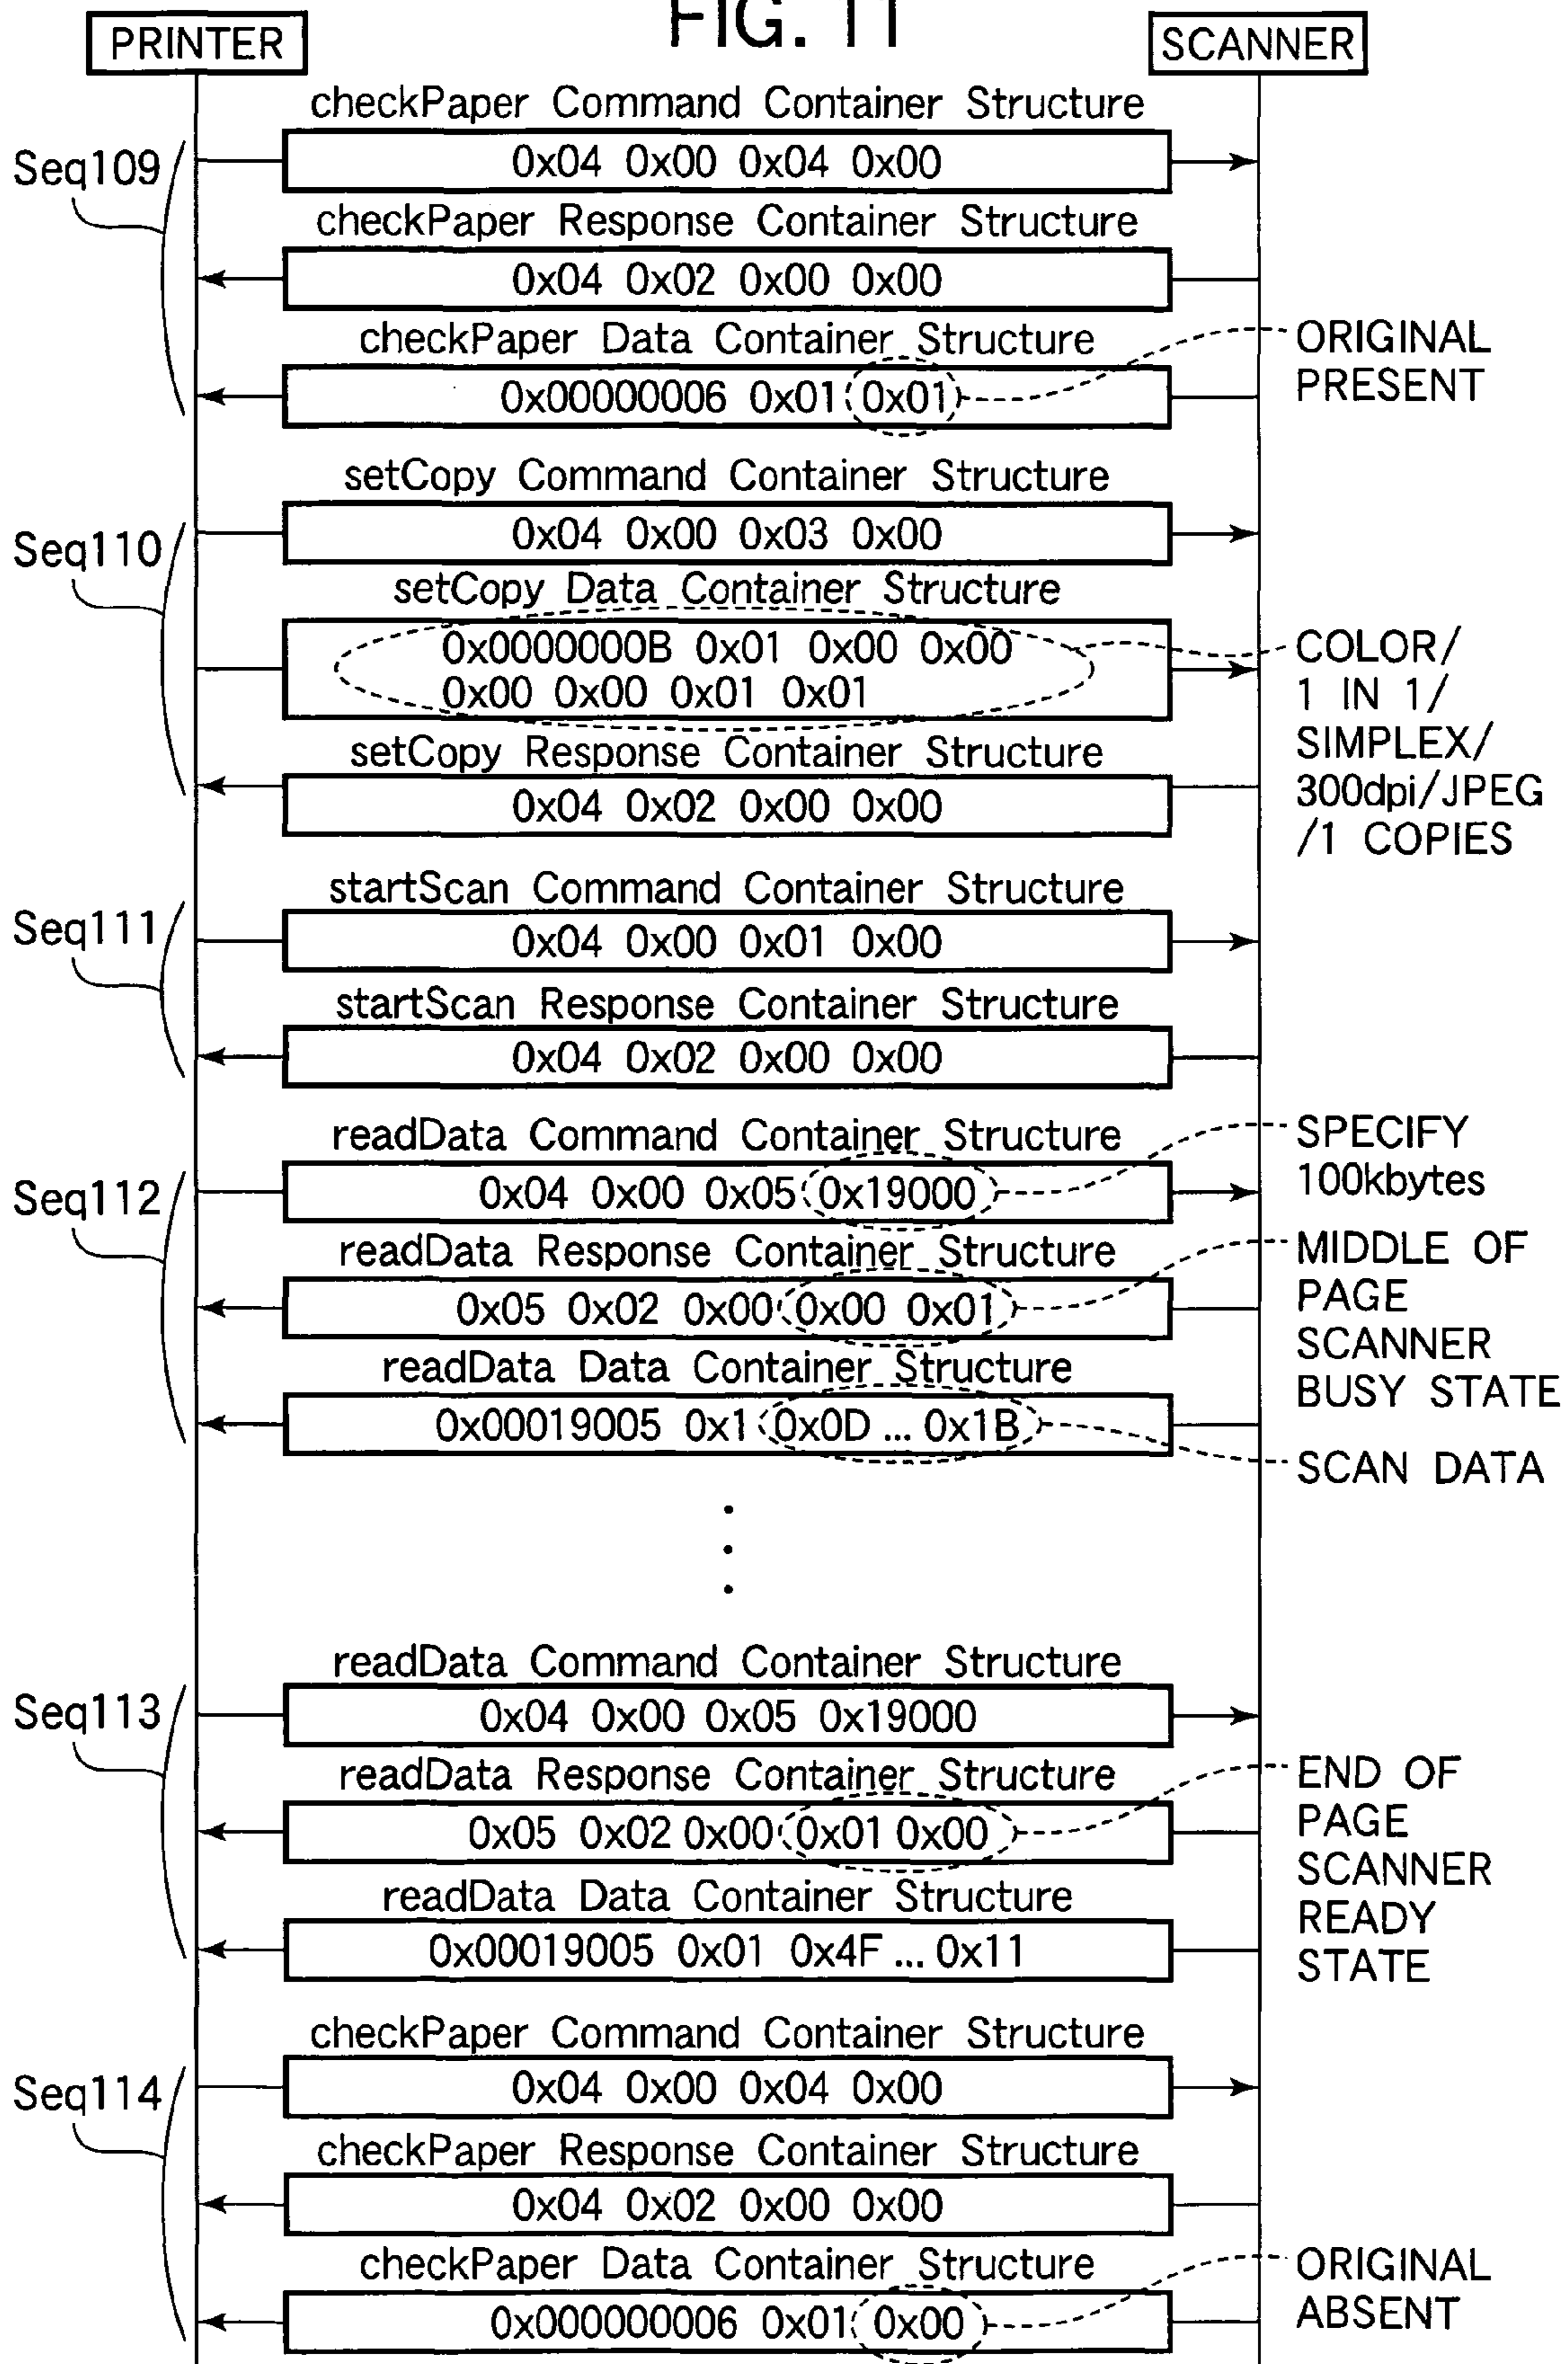 FIG. 11
PRINTER
SCANNER
checkPaper Command Container Structure
Seq109
0x04 0x00 0x04 0x00
checkPaper Response Container Structure
0x04 0x02 0x00 0x00
checkPaper Data Container Structure
0x00000006 0x01 0x01
ORIGINAL
PRESENT
setCopy Command Container Structure
Seq110
0x04 0x00 0x03 0x00
setCopy Data Container Structure
0x0000000B 0x01 0x00 0x00
0x00 0x00 0x01 0x01
COLOR/
1 IN 1/
SIMPLEX/
300dpi/JPEG
/1 COPIES
setCopy Response Container Structure
0x04 0x02 0x00 0x00
startScan Command Container Structure
Seq111
0x04 0x00 0x01 0x00
startScan Response Container Structure
0x04 0x02 0x00 0x00
readData Command Container Structure
Seq112
0x04 0x00 0x05 0x19000
SPECIFY
100kbytes
readData Response Container Structure
0x05 0x02 0x00 0x00 0x01
MIDDLE OF
PAGE
SCANNER
BUSY STATE
readData Data Container Structure
0x00019005 0x1 0x0D ... 0x1B
SCAN DATA
readData Command Container Structure
Seq113
0x04 0x00 0x05 0x19000
readData Response Container Structure
0x05 0x02 0x00 0x01 0x00
END OF
PAGE
SCANNER
READY
STATE
readData Data Container Structure
0x00019005 0x01 0x4F ... 0x11
checkPaper Command Container Structure
Seq114
0x04 0x00 0x04 0x00
checkPaper Response Container Structure
0x04 0x02 0x00 0x00
checkPaper Data Container Structure
0x000000006 0x01 0x00
ORIGINAL
ABSENT